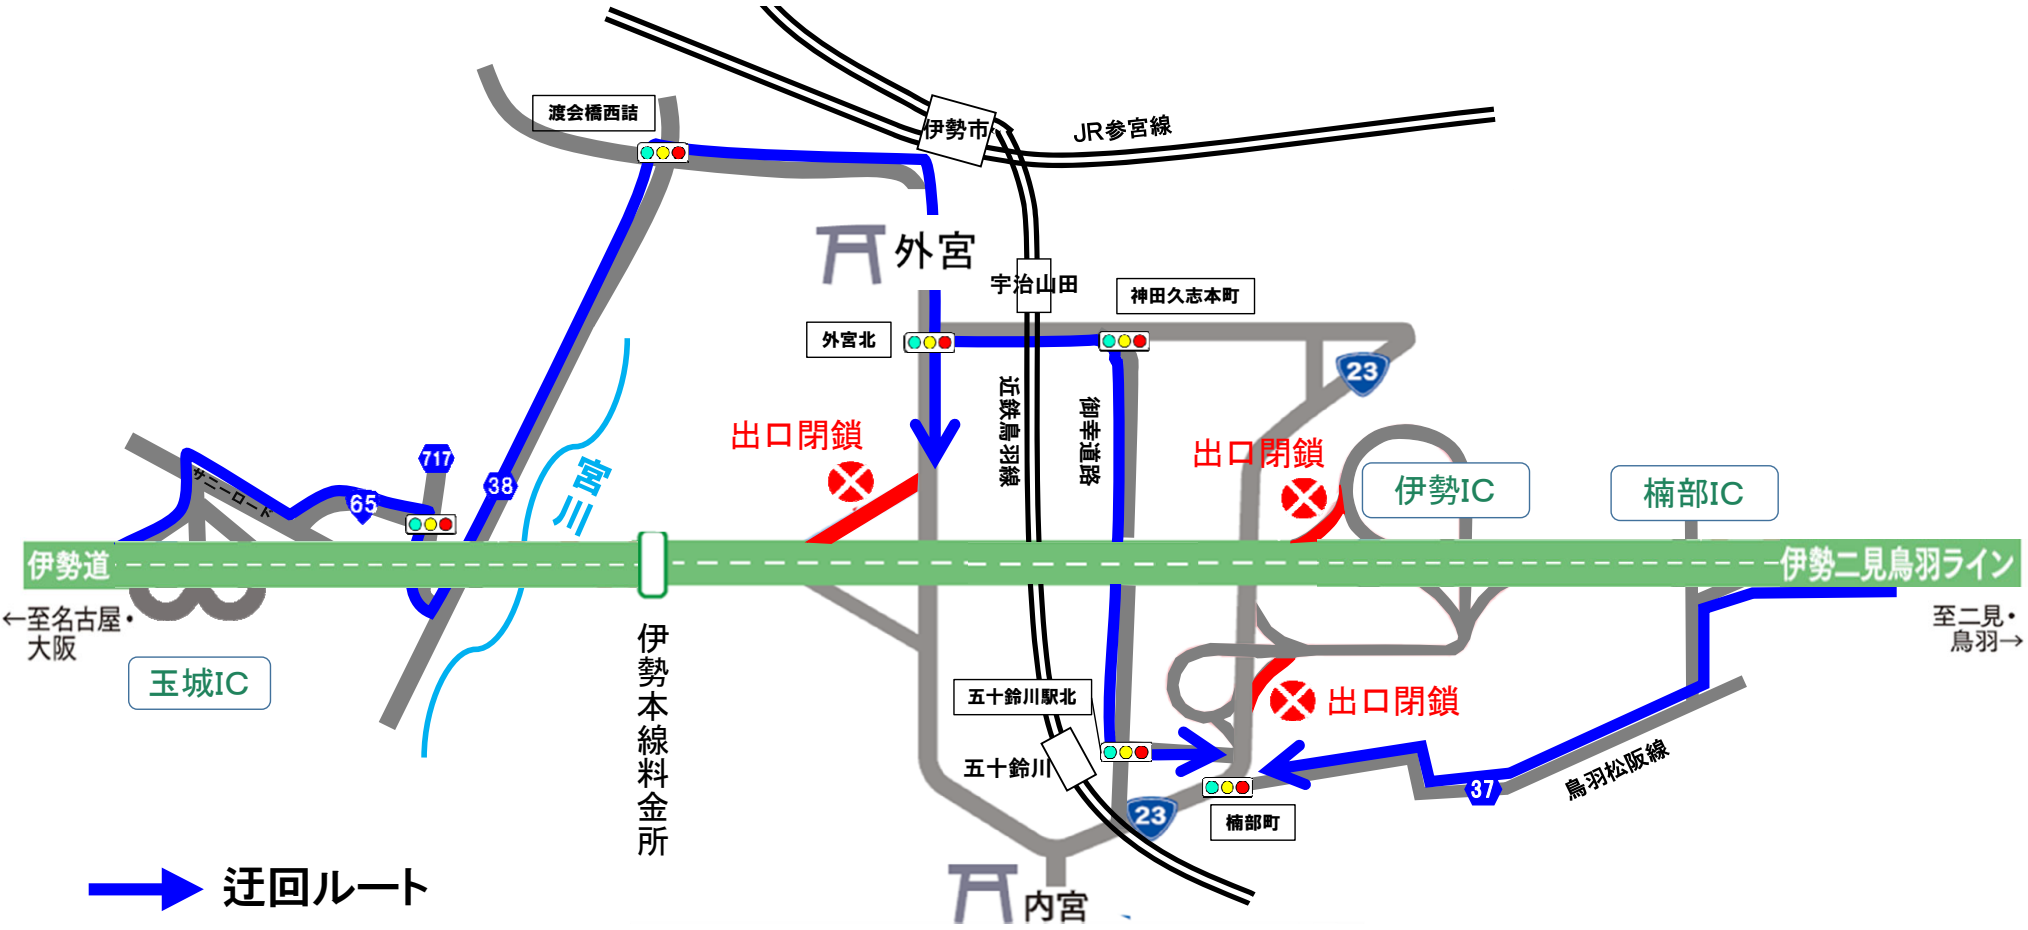 渡会橋西詰
伊勢市
JR参宮線
外宮
宇治山田
神田久志本町
外宮北
23
近鉄鳥羽線
御幸道路
出口閉鎖
出口閉鎖
717
サニーロード
65
38
宮川
伊勢IC
楠部IC
伊勢道
伊勢二見鳥羽ライン
←至名古屋・
大阪
至二見・
鳥羽→
玉城IC
伊勢本線料金所
五十鈴川駅北
出口閉鎖
五十鈴川
鳥羽松阪線
37
23
楠部町
迂回ルート
内宮